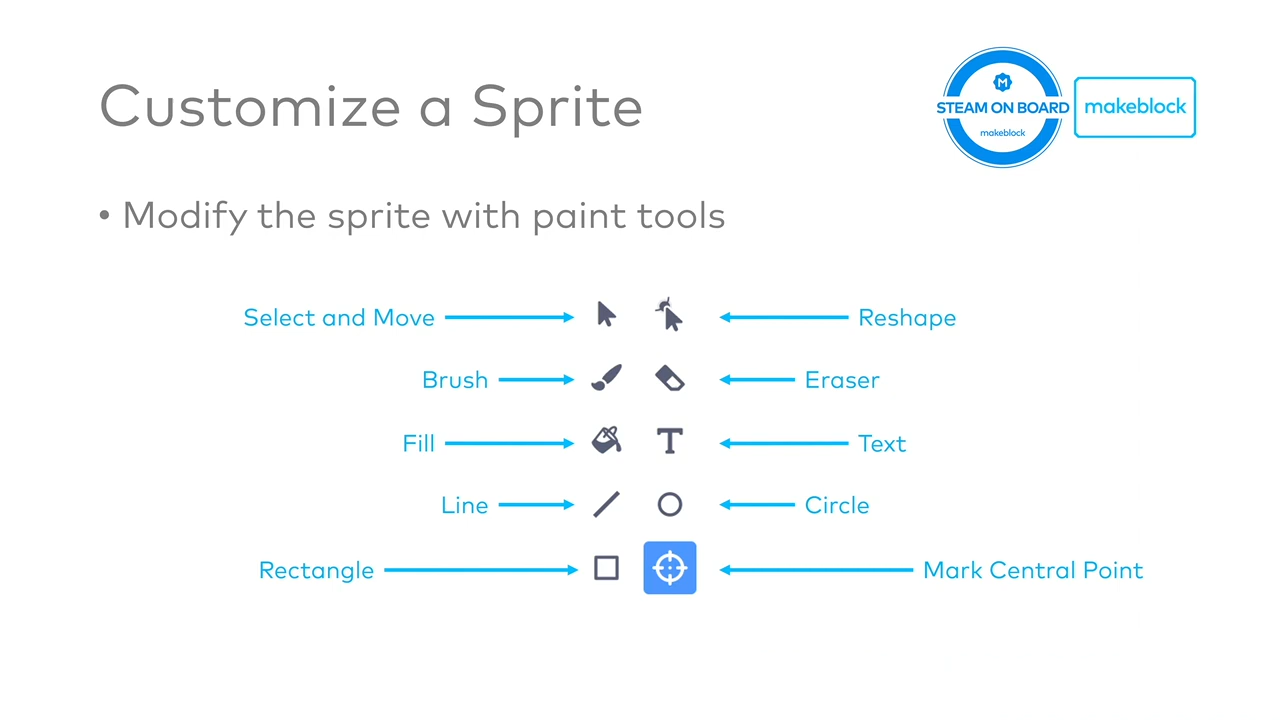 Customize a Sprite
STEAM ON BOARD
makeblock
makeblock
• Modify the sprite with paint tools
Select and Move
Reshape
Brush
Eraser
Fill
Text
Line
Circle
Rectangle
Mark Central Point